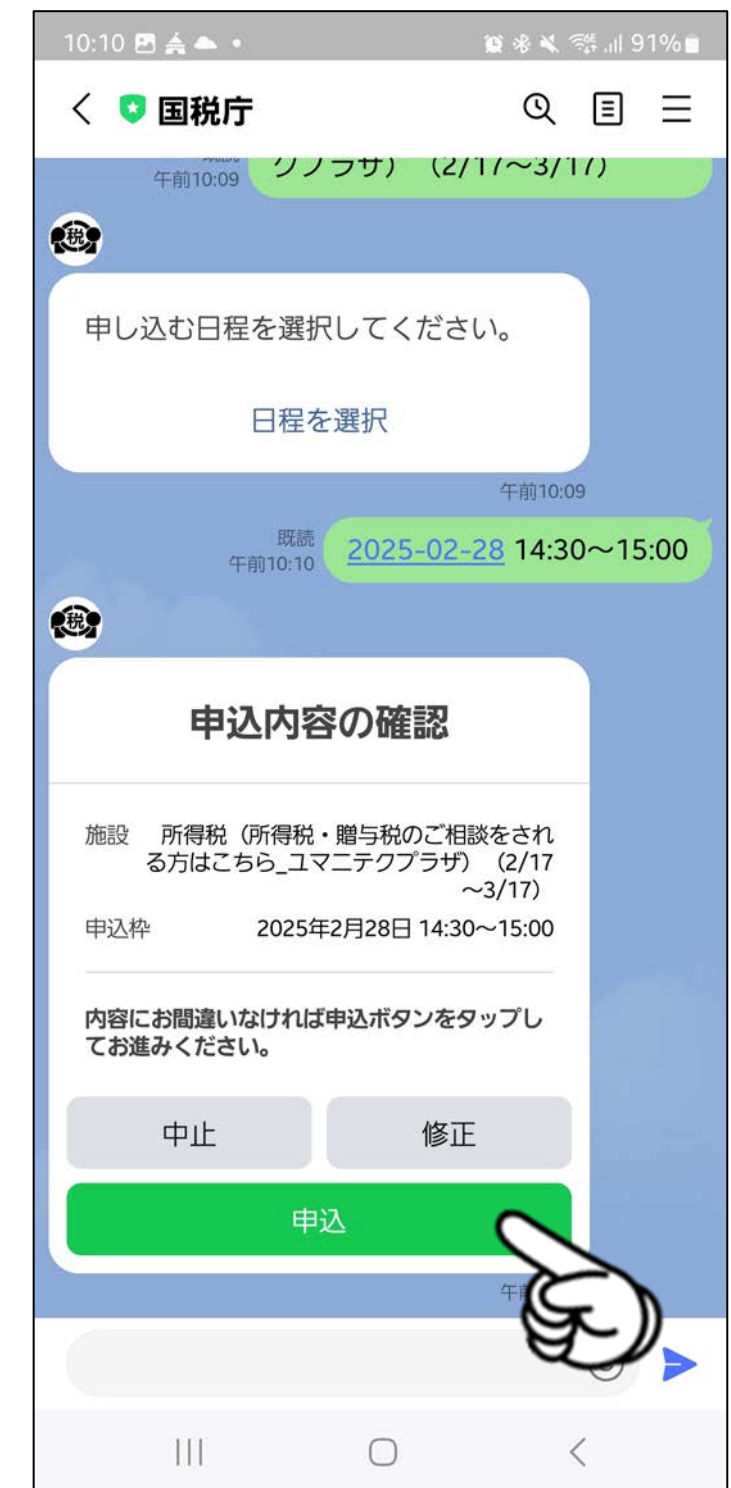 10:10
91%
国税庁
午前10:09
クプラザ） （2/17～3/17）
税
申し込む日程を選択してください。
日程を選択
午前10:09
既読
午前10:10
2025-02-28 14:30～15:00
税
申込内容の確認
施設 所得税（所得税・贈与税のご相談をされ
る方はこちら_ユマニテクプラザ）（2/17
～3/17）
申込枠 2025年2月28日 14:30～15:00
内容にお間違いなければ申込ボタンをタップし
てお進みください。
中止
修正
申込
午前